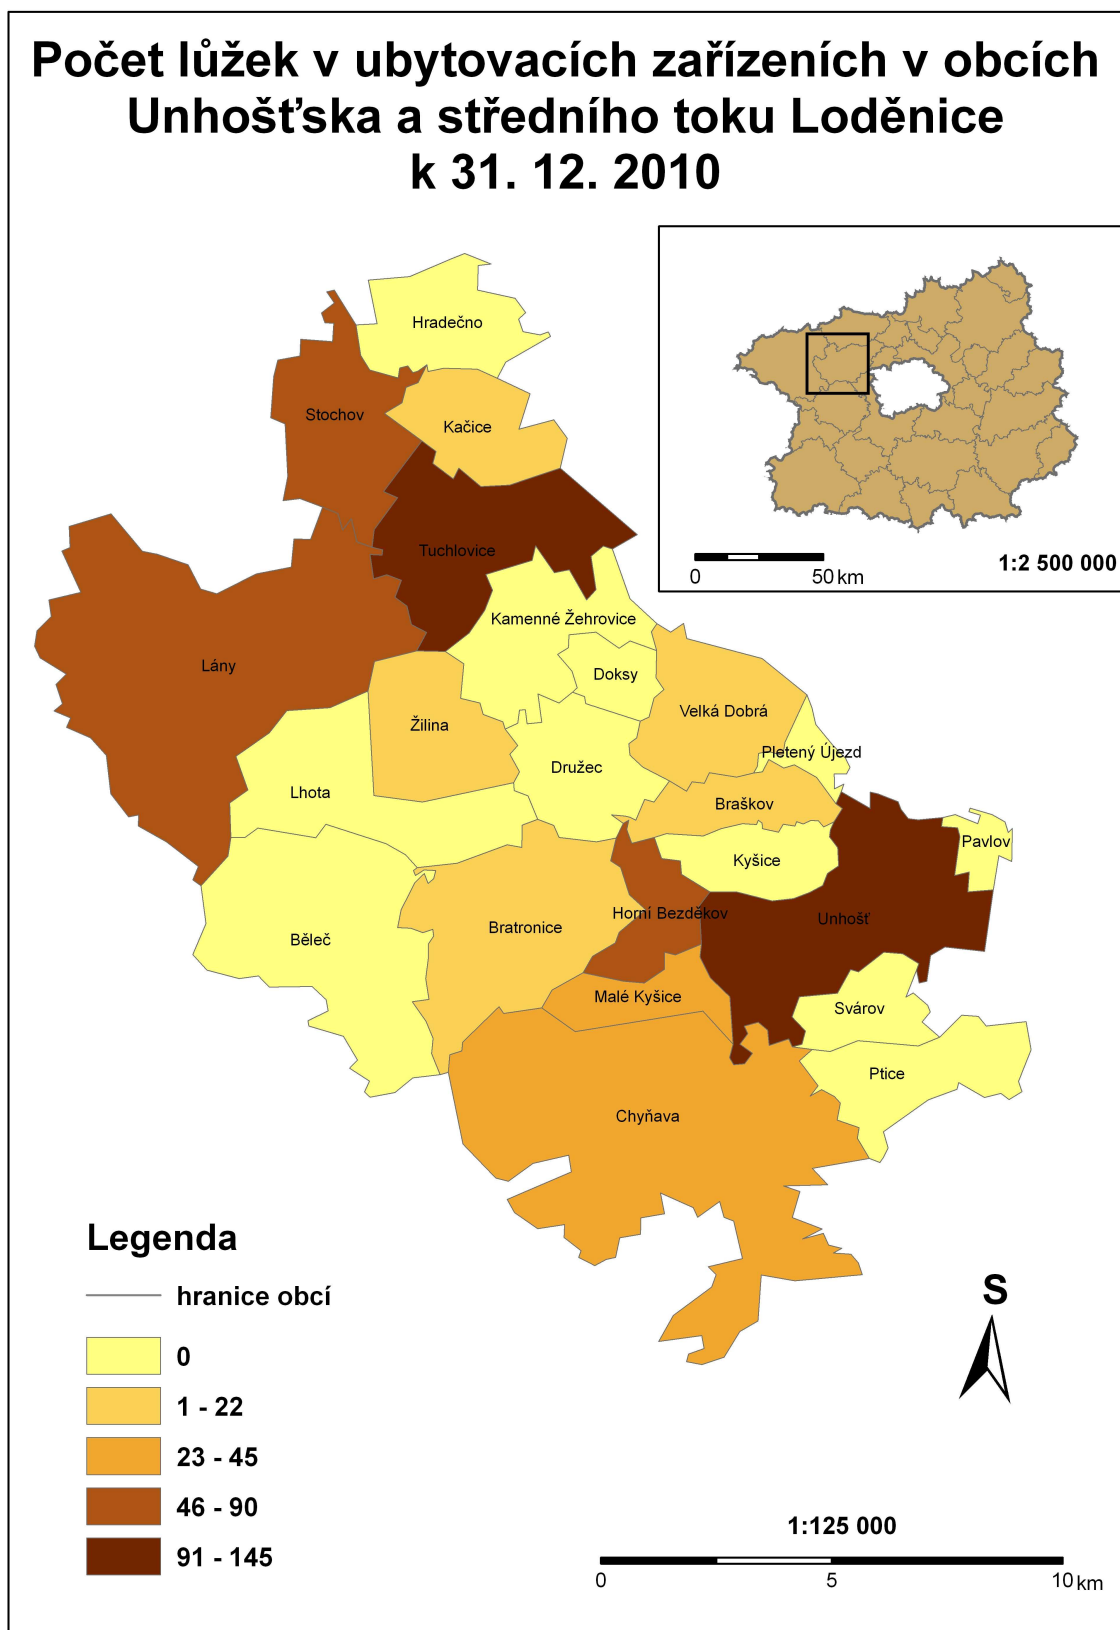 Počet lůžek v ubytovacích zařízeních v obcích
Unhošťska a středního toku Loděnice
k 31. 12. 2010
0
50 km
1:2 500 000
Hradečno
Stochov
Kačice
Tuchlovice
Kamenné Žehrovice
Lány
Doksy
Velká Dobrá
Žilina
Pletený Újezd
Družec
Lhota
Braškov
Pavlov
Kyšice
Horní Bezděkov
Unhošť
Bratronice
Běleč
Malé Kyšice
Svárov
Ptice
Chyňava
Legenda
hranice obcí
0
1 - 22
23 - 45
46 - 90
91 - 145
S
1:125 000
0
5
10 km